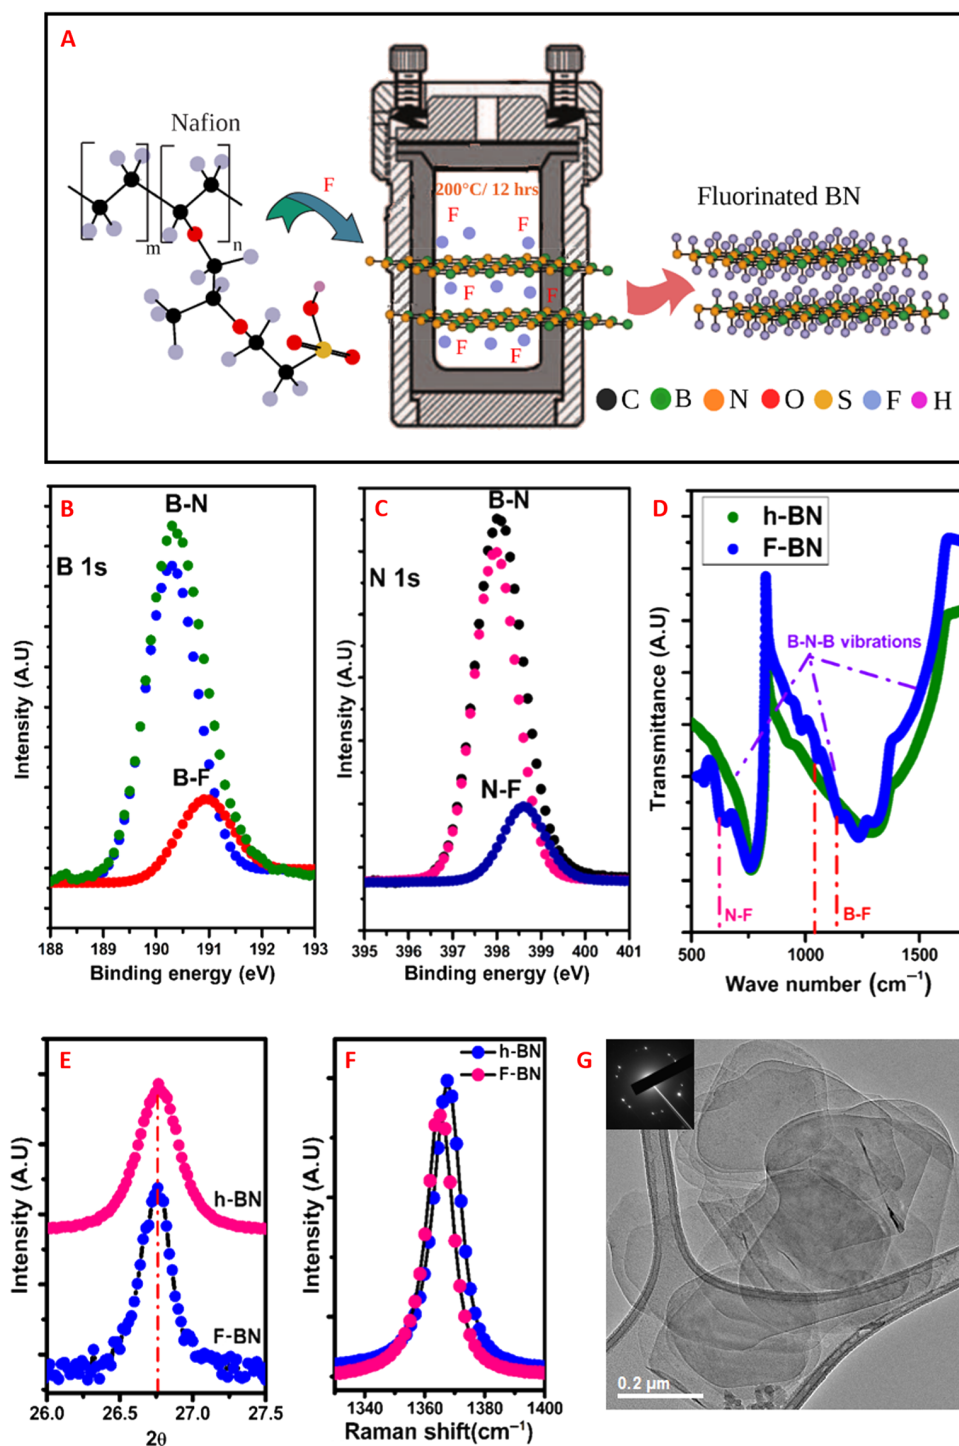 A
Nafion
m
n
F
200°C/ 12 hrs
F
F
F
F
F
F
Fluorinated BN
C B N O S F H
B
B-N
B 1s
B-F
Intensity (A.U)
188 189 190 191 192 193
Binding energy (eV)
C
B-N
N 1s
N-F
Intensity (A.U)
395 396 397 398 399 400 401
Binding energy (eV)
D
h-BN
F-BN
B-N-B vibrations
N-F
B-F
Transmittance (A.U)
500 1000 1500
Wave number (cm⁻¹)
E
h-BN
F-BN
Intensity (A.U)
26.0 26.5 27.0 27.5
2θ
F
h-BN
F-BN
Intensity (A.U)
1340 1360 1380 1400
Raman shift(cm⁻¹)
G
0.2 µm